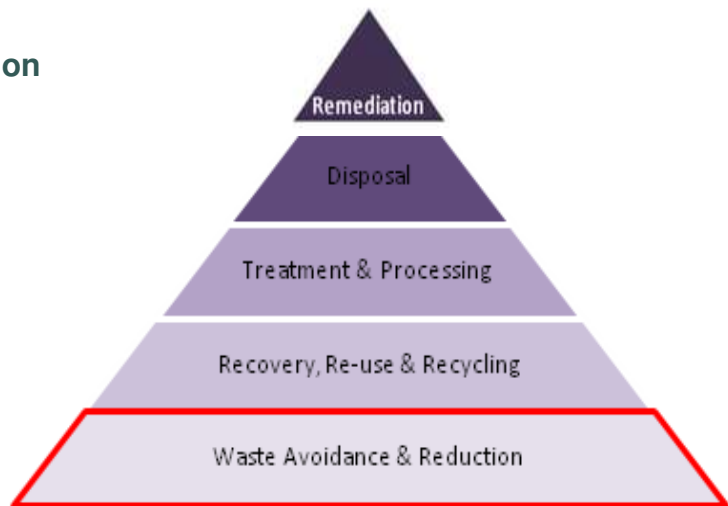 on
Remediation
Disposal
Treatment & Processing
Recovery, Re-use & Recycling
Waste Avoidance & Reduction